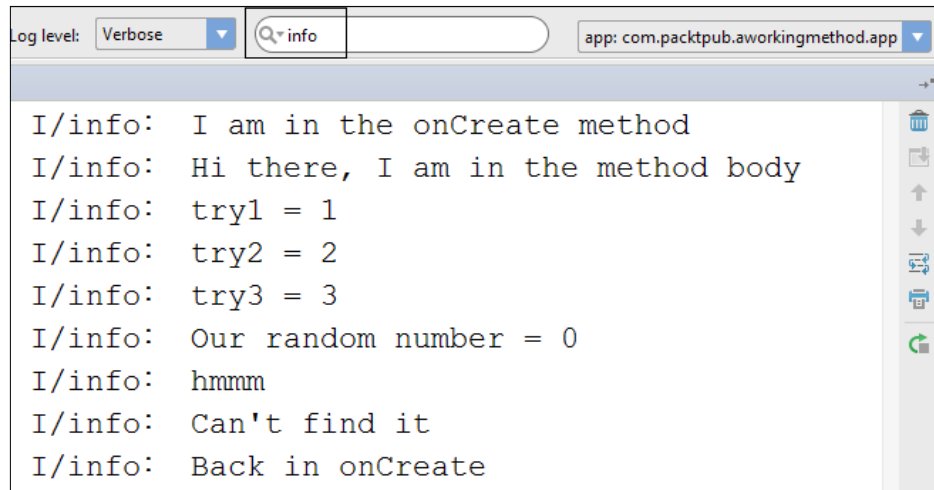 Log level: Verbose info app: com.packtpub.aworkingmethod.app
I/info: I am in the onCreate method
I/info: Hi there, I am in the method body
I/info: try1 = 1
I/info: try2 = 2
I/info: try3 = 3
I/info: Our random number = 0
I/info: hmmm
I/info: Can't find it
I/info: Back in onCreate